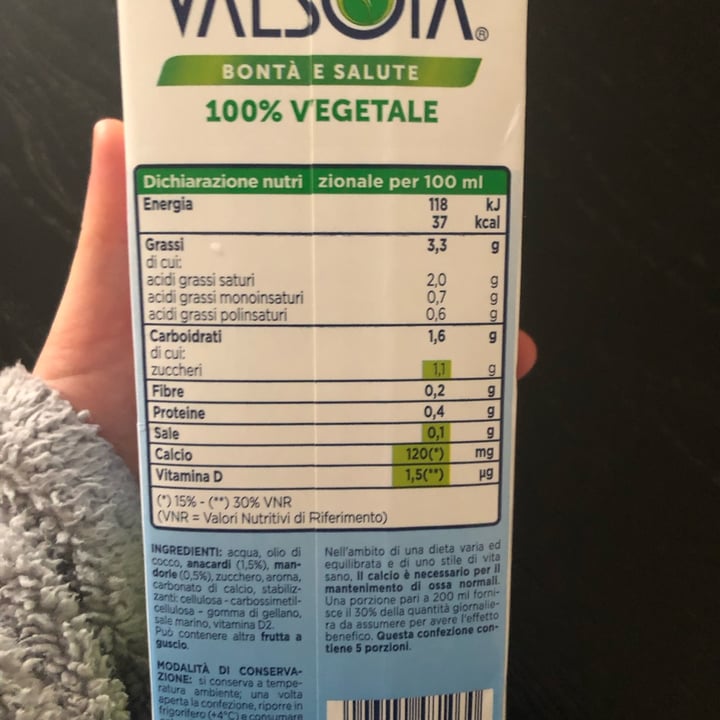 VALSOIA®
BONTÀ E SALUTE
100% VEGETALE
Dichiarazione nutrizionale per 100 ml
Energia 118 kJ
37 kcal
Grassi 3,3 g
di cui:
acidi grassi saturi 2,0 g
acidi grassi monoinsaturi 0,7 g
acidi grassi polinsaturi 0,6 g
Carboidrati 1,6 g
di cui:
zuccheri 1,1 g
Fibre 0,2 g
Proteine 0,4 g
Sale 0,1 g
Calcio 120(*) mg
Vitamina D 1,5(**) µg
(*) 15% - (**) 30% VNR
(VNR = Valori Nutritivi di Riferimento)
INGREDIENTI: acqua, olio di
cocco, anacardi (1,5%), man-
dorle (0,5%), zucchero, aroma,
carbonato di calcio, stabiliz-
zanti: cellulosa - carbossimetil-
cellulosa - gomma di gellano,
sale marino, vitamina D2.
Può contenere altra frutta a
guscio.
MODALITÀ DI CONSERVA-
ZIONE: si conserva a tempe-
ratura ambiente; una volta
aperta la confezione, riporre in
frigorifero (+4°C) e consumare
Nell'ambito di una dieta varia ed
equilibrata e di uno stile di vita
sano, il calcio è necessario per il
mantenimento di ossa normali.
Una porzione pari a 200 ml forni-
sce il 30% della quantità giornalie-
ra da assumere per avere l'effetto
benefico. Questa confezione con-
tiene 5 porzioni.